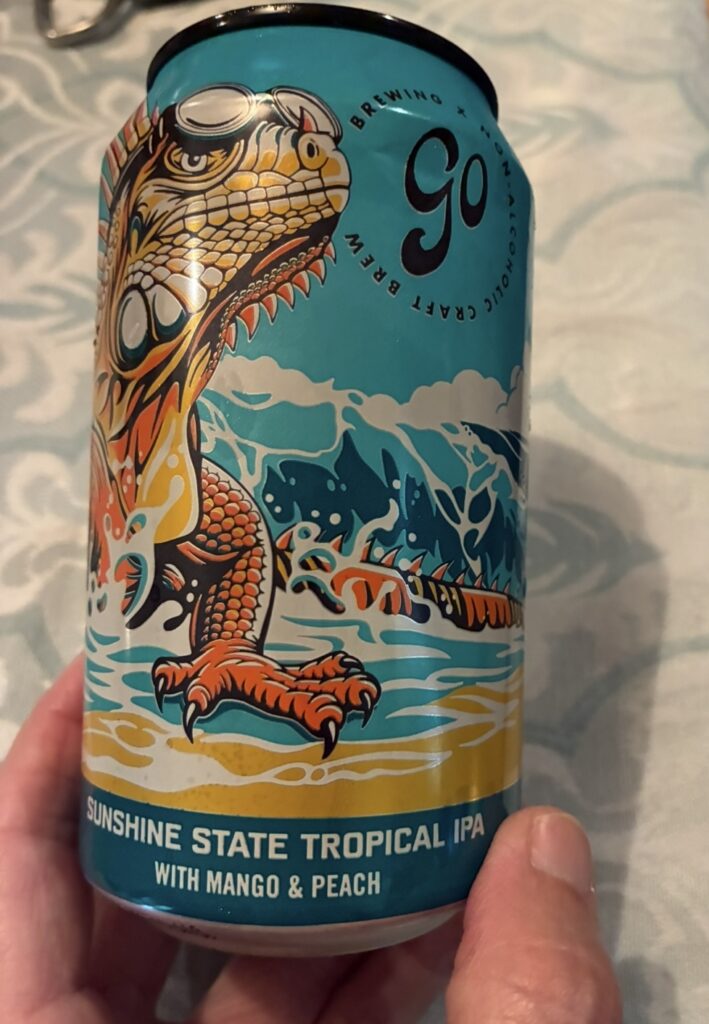 go
BREWING x NON-ALCOHOLIC CRAFT BREW
SUNSHINE STATE TROPICAL IPA
WITH MANGO & PEACH